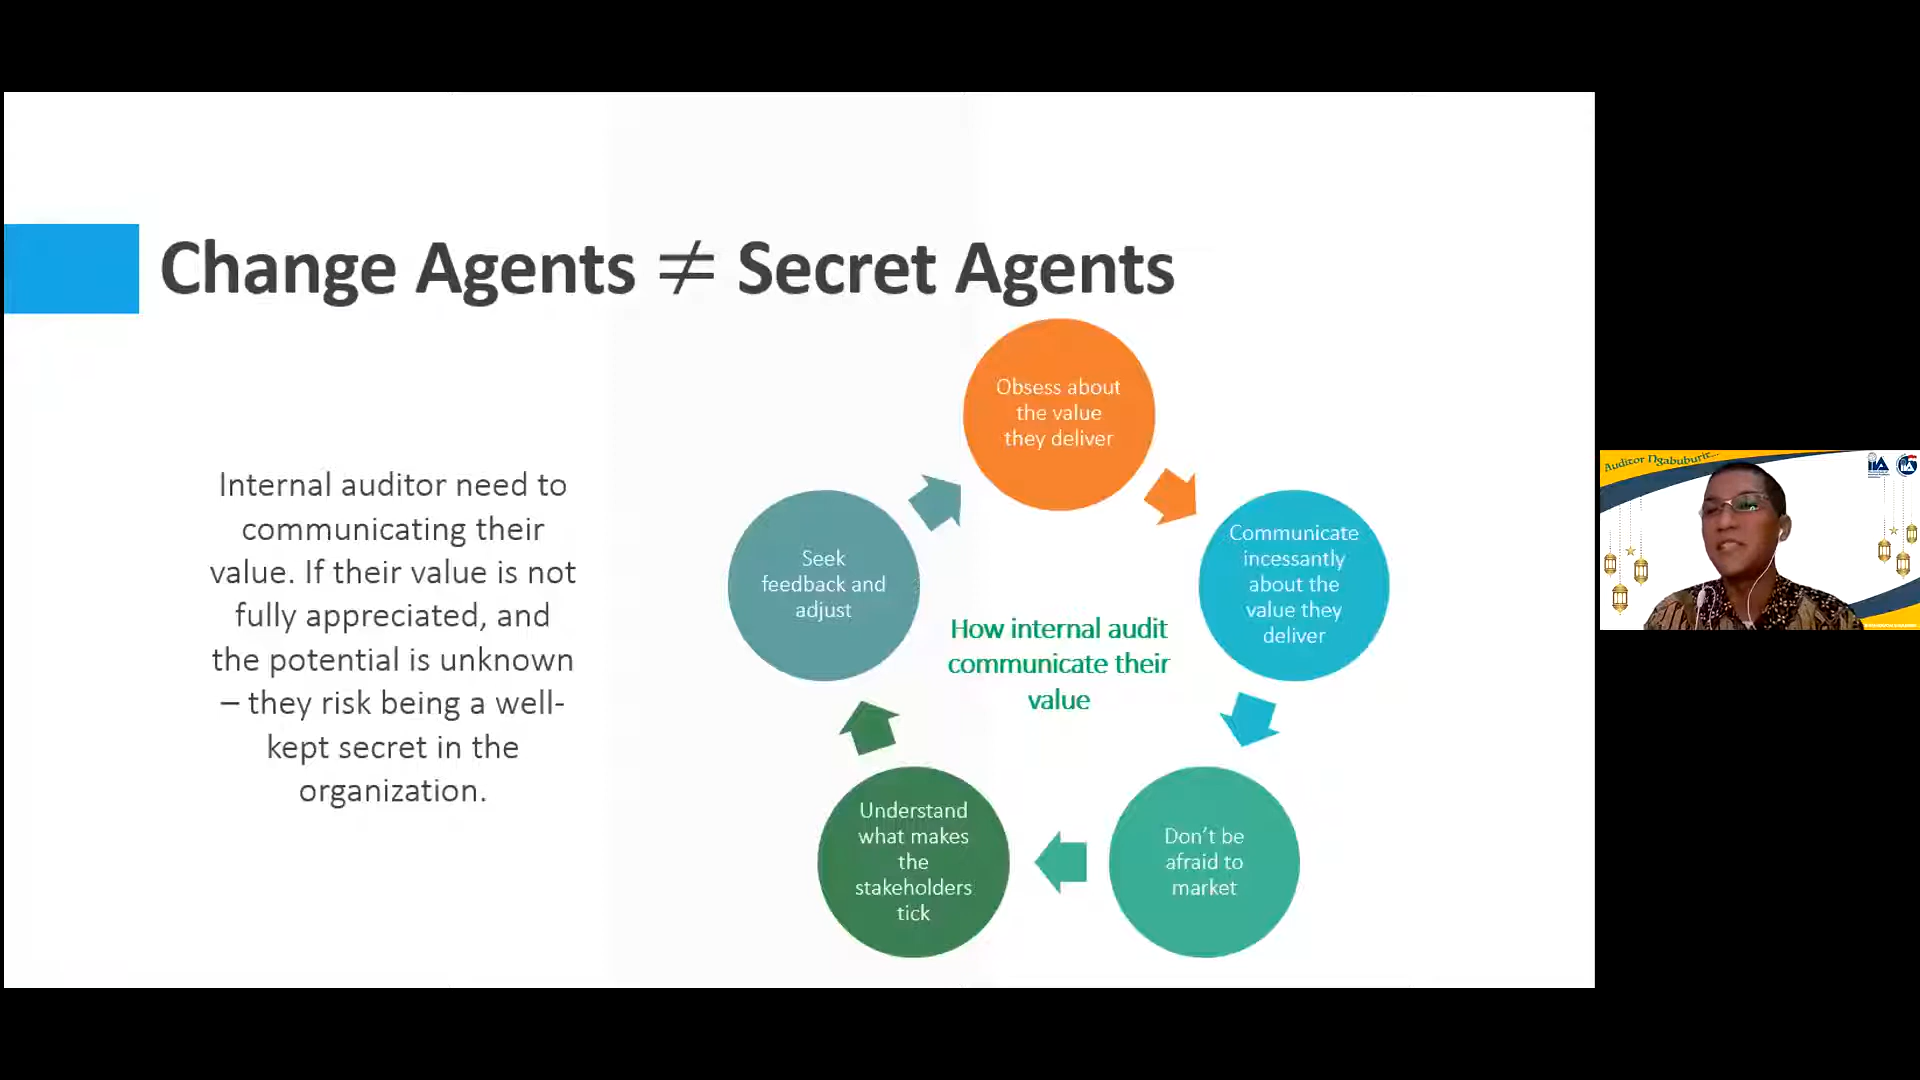 Change Agents ≠ Secret Agents
Internal auditor need to
communicating their
value. If their value is not
fully appreciated, and
the potential is unknown
– they risk being a well-
kept secret in the
organization.
Obsess about
the value
they deliver
Communicate
incessantly
about the
value they
deliver
Don’t be
afraid to
market
Understand
what makes
the
stakeholders
tick
Seek
feedback and
adjust
How internal audit
communicate their
value
Auditor Ngabuburit...
IIA
IIA